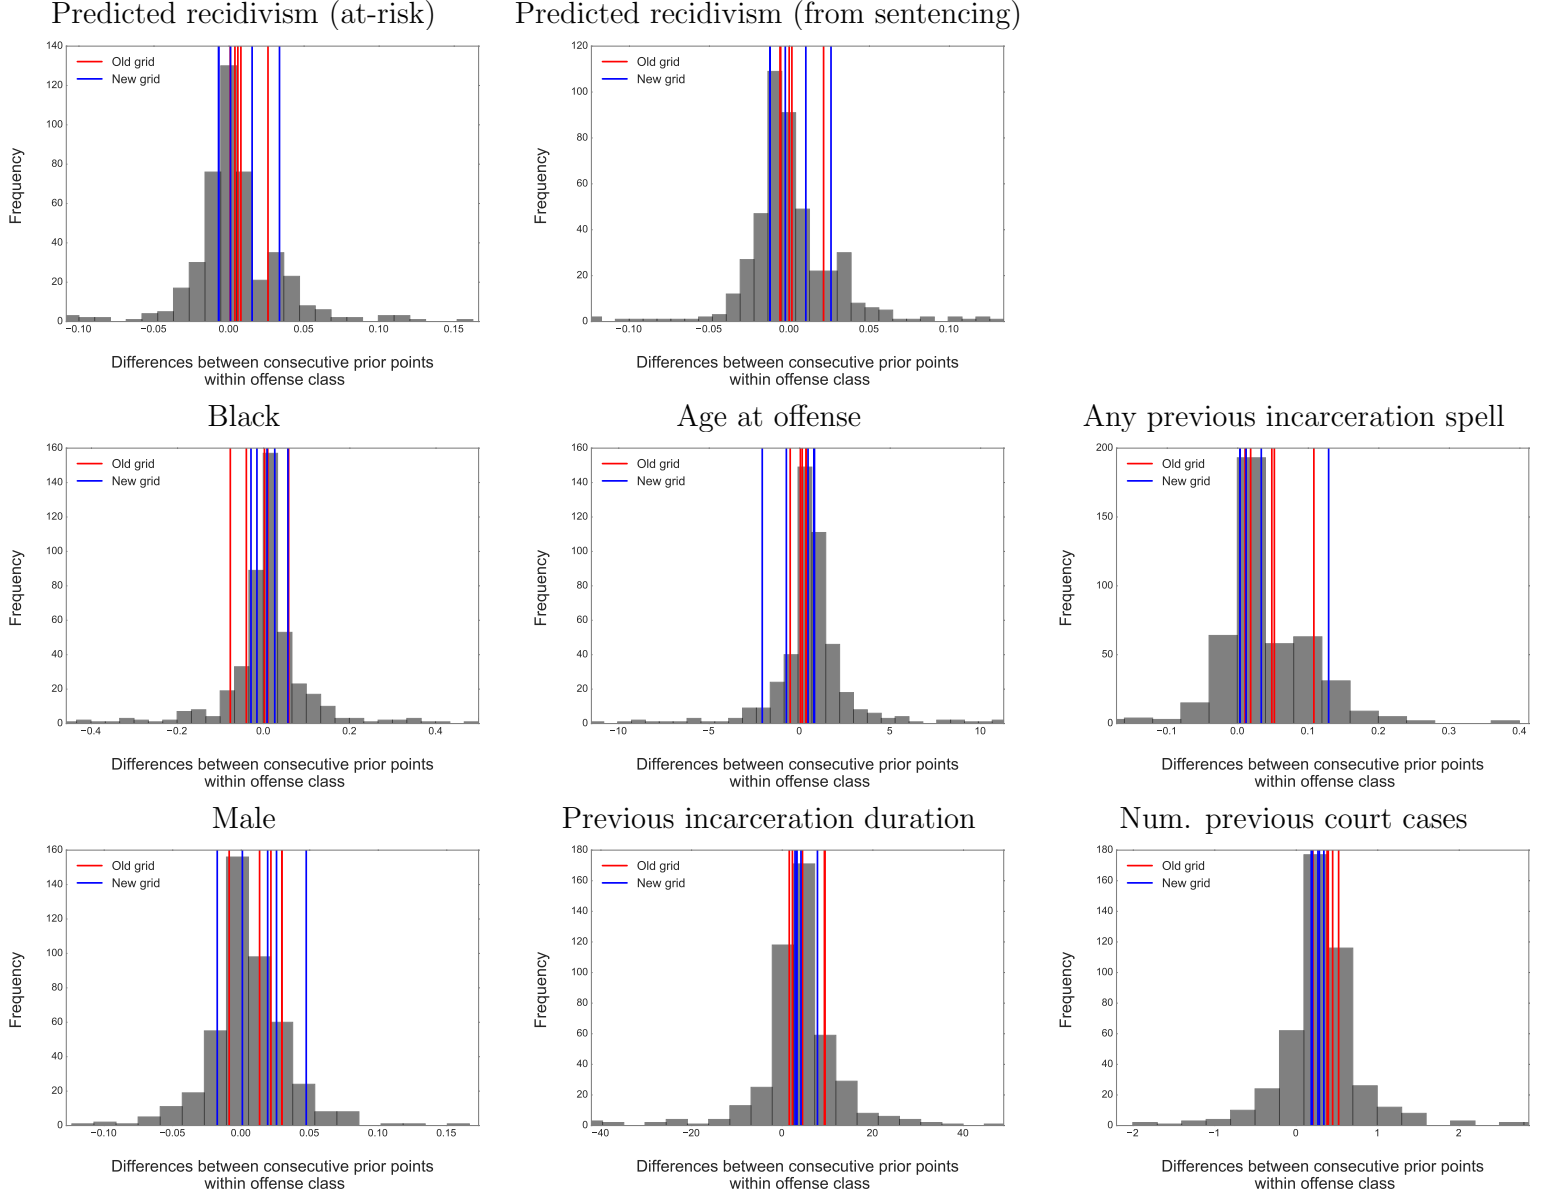 Predicted recidivism (at-risk)
140
120
100
80
60
40
20
0
Old grid
New grid
Frequency
−0.10 −0.05 0.00 0.05 0.10 0.15
Differences between consecutive prior points
within offense class
Predicted recidivism (from sentencing)
120
100
80
60
40
20
0
Old grid
New grid
Frequency
−0.10 −0.05 0.00 0.05 0.10
Differences between consecutive prior points
within offense class
Black
160
140
120
100
80
60
40
20
0
Old grid
New grid
Frequency
−0.4 −0.2 0.0 0.2 0.4
Differences between consecutive prior points
within offense class
Age at offense
160
140
120
100
80
60
40
20
0
Old grid
New grid
Frequency
−10 −5 0 5 10
Differences between consecutive prior points
within offense class
Any previous incarceration spell
200
150
100
50
0
Old grid
New grid
Frequency
−0.1 0.0 0.1 0.2 0.3 0.4
Differences between consecutive prior points
within offense class
Male
160
140
120
100
80
60
40
20
0
Old grid
New grid
Frequency
−0.10 −0.05 0.00 0.05 0.10 0.15
Differences between consecutive prior points
within offense class
Previous incarceration duration
180
160
140
120
100
80
60
40
20
0
Old grid
New grid
Frequency
−40 −20 0 20 40
Differences between consecutive prior points
within offense class
Num. previous court cases
180
160
140
120
100
80
60
40
20
0
Old grid
New grid
Frequency
−2 −1 0 1 2
Differences between consecutive prior points
within offense class